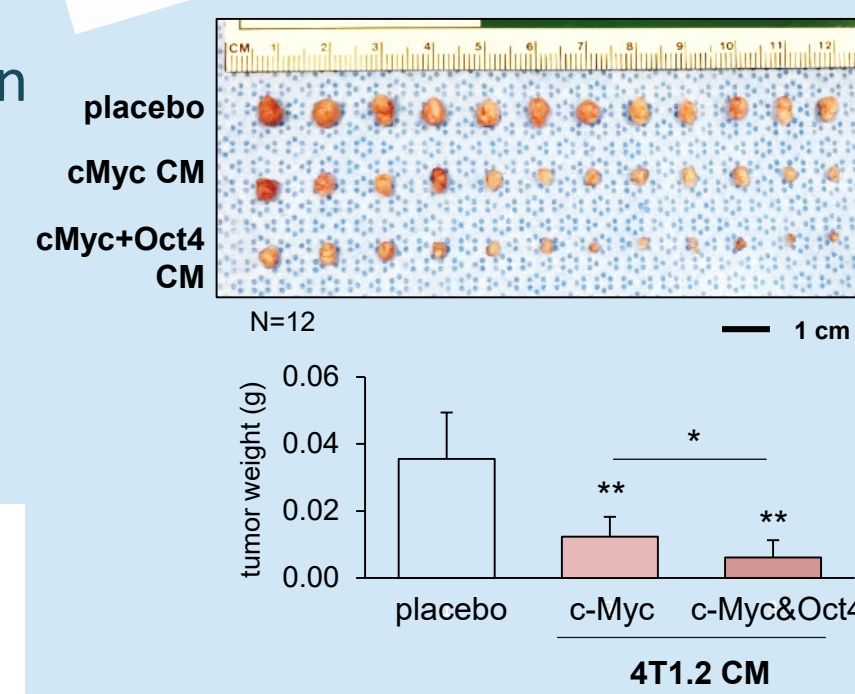 n
CM 1 2 3 4 5 6 7 8 9 10 11 12
placebo
cMyc CM
cMyc+Oct4
CM
N=12
1 cm
tumor weight (g)
0.06
0.04
0.02
0.00
*
**
**
placebo c-Myc c-Myc&Oct4
4T1.2 CM